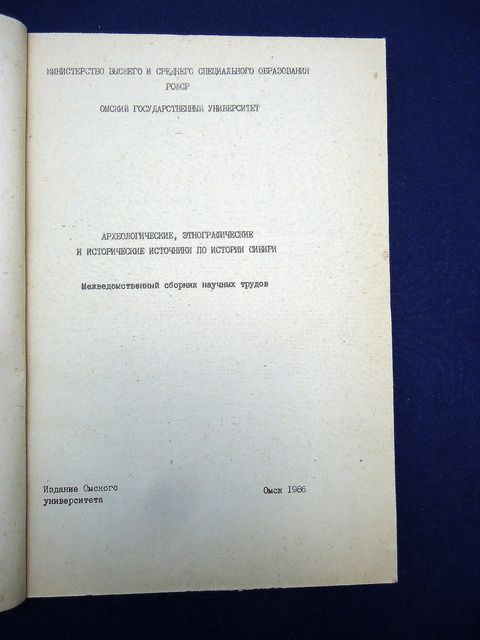 МИНИСТЕРСТВО ВЫСШЕГО И СРЕДНЕГО СПЕЦИАЛЬНОГО ОБРАЗОВАНИЯ
РСФСР
ОМСКИЙ ГОСУДАРСТВЕННЫЙ УНИВЕРСИТЕТ
АРХЕОЛОГИЧЕСКИЕ, ЭТНОГРАФИЧЕСКИЕ
И ИСТОРИЧЕСКИЕ ИСТОЧНИКИ ПО ИСТОРИИ СИБИРИ
Межведомственный сборник научных трудов
Издание Омского
университета
Омск 1986